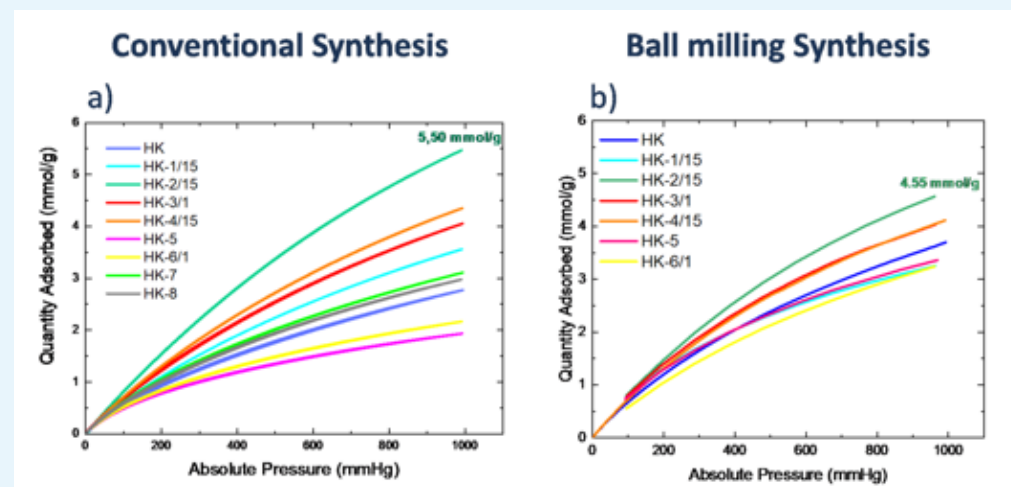 Conventional Synthesis
a)
5,50 mmol/g
HK
HK-1/15
HK-2/15
HK-3/1
HK-4/15
HK-5
HK-6/1
HK-7
HK-8
Quantity Adsorbed (mmol/g)
6
5
4
3
2
1
0
0 200 400 600 800 1000
Absolute Pressure (mmHg)
Ball milling Synthesis
b)
4.55 mmol/g
HK
HK-1/15
HK-2/15
HK-3/1
HK-4/15
HK-5
HK-6/1
Quantity Adsorbed (mmol/g)
6
5
4
3
2
1
0
0 200 400 600 800 1000
Absolute Pressure (mmHg)